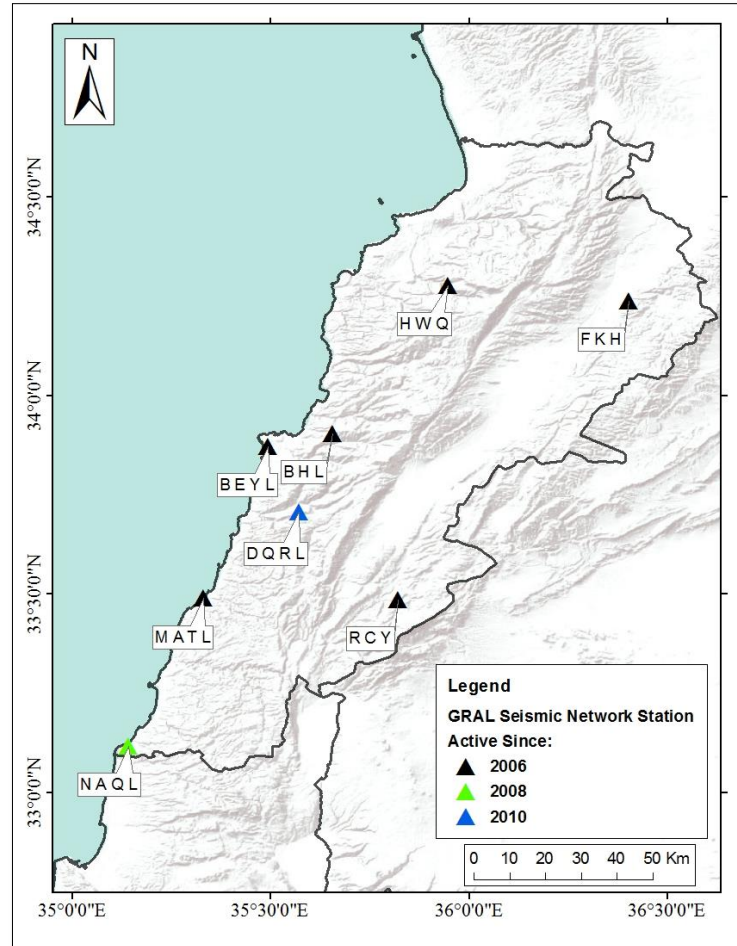 N
34°30'0"N
34°0'0"N
33°30'0"N
33°0'0"N
HWQ
FKH
BHL
BEYL
DQRL
MATL
RCY
NAQL
Legend
GRAL Seismic Network Station
Active Since:
2006
2008
2010
0 10 20 30 40 50 Km
35°0'0"E 35°30'0"E 36°0'0"E 36°30'0"E